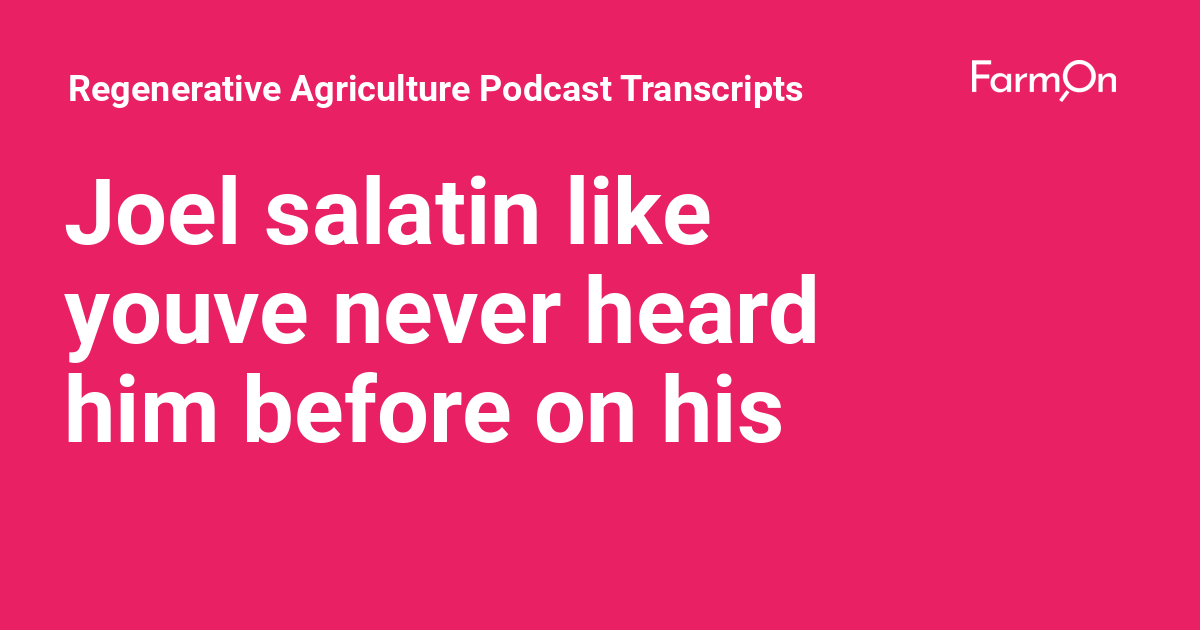 Regenerative Agriculture Podcast Transcripts
FarmOn
Joel salatin like
youve never heard
him before on his